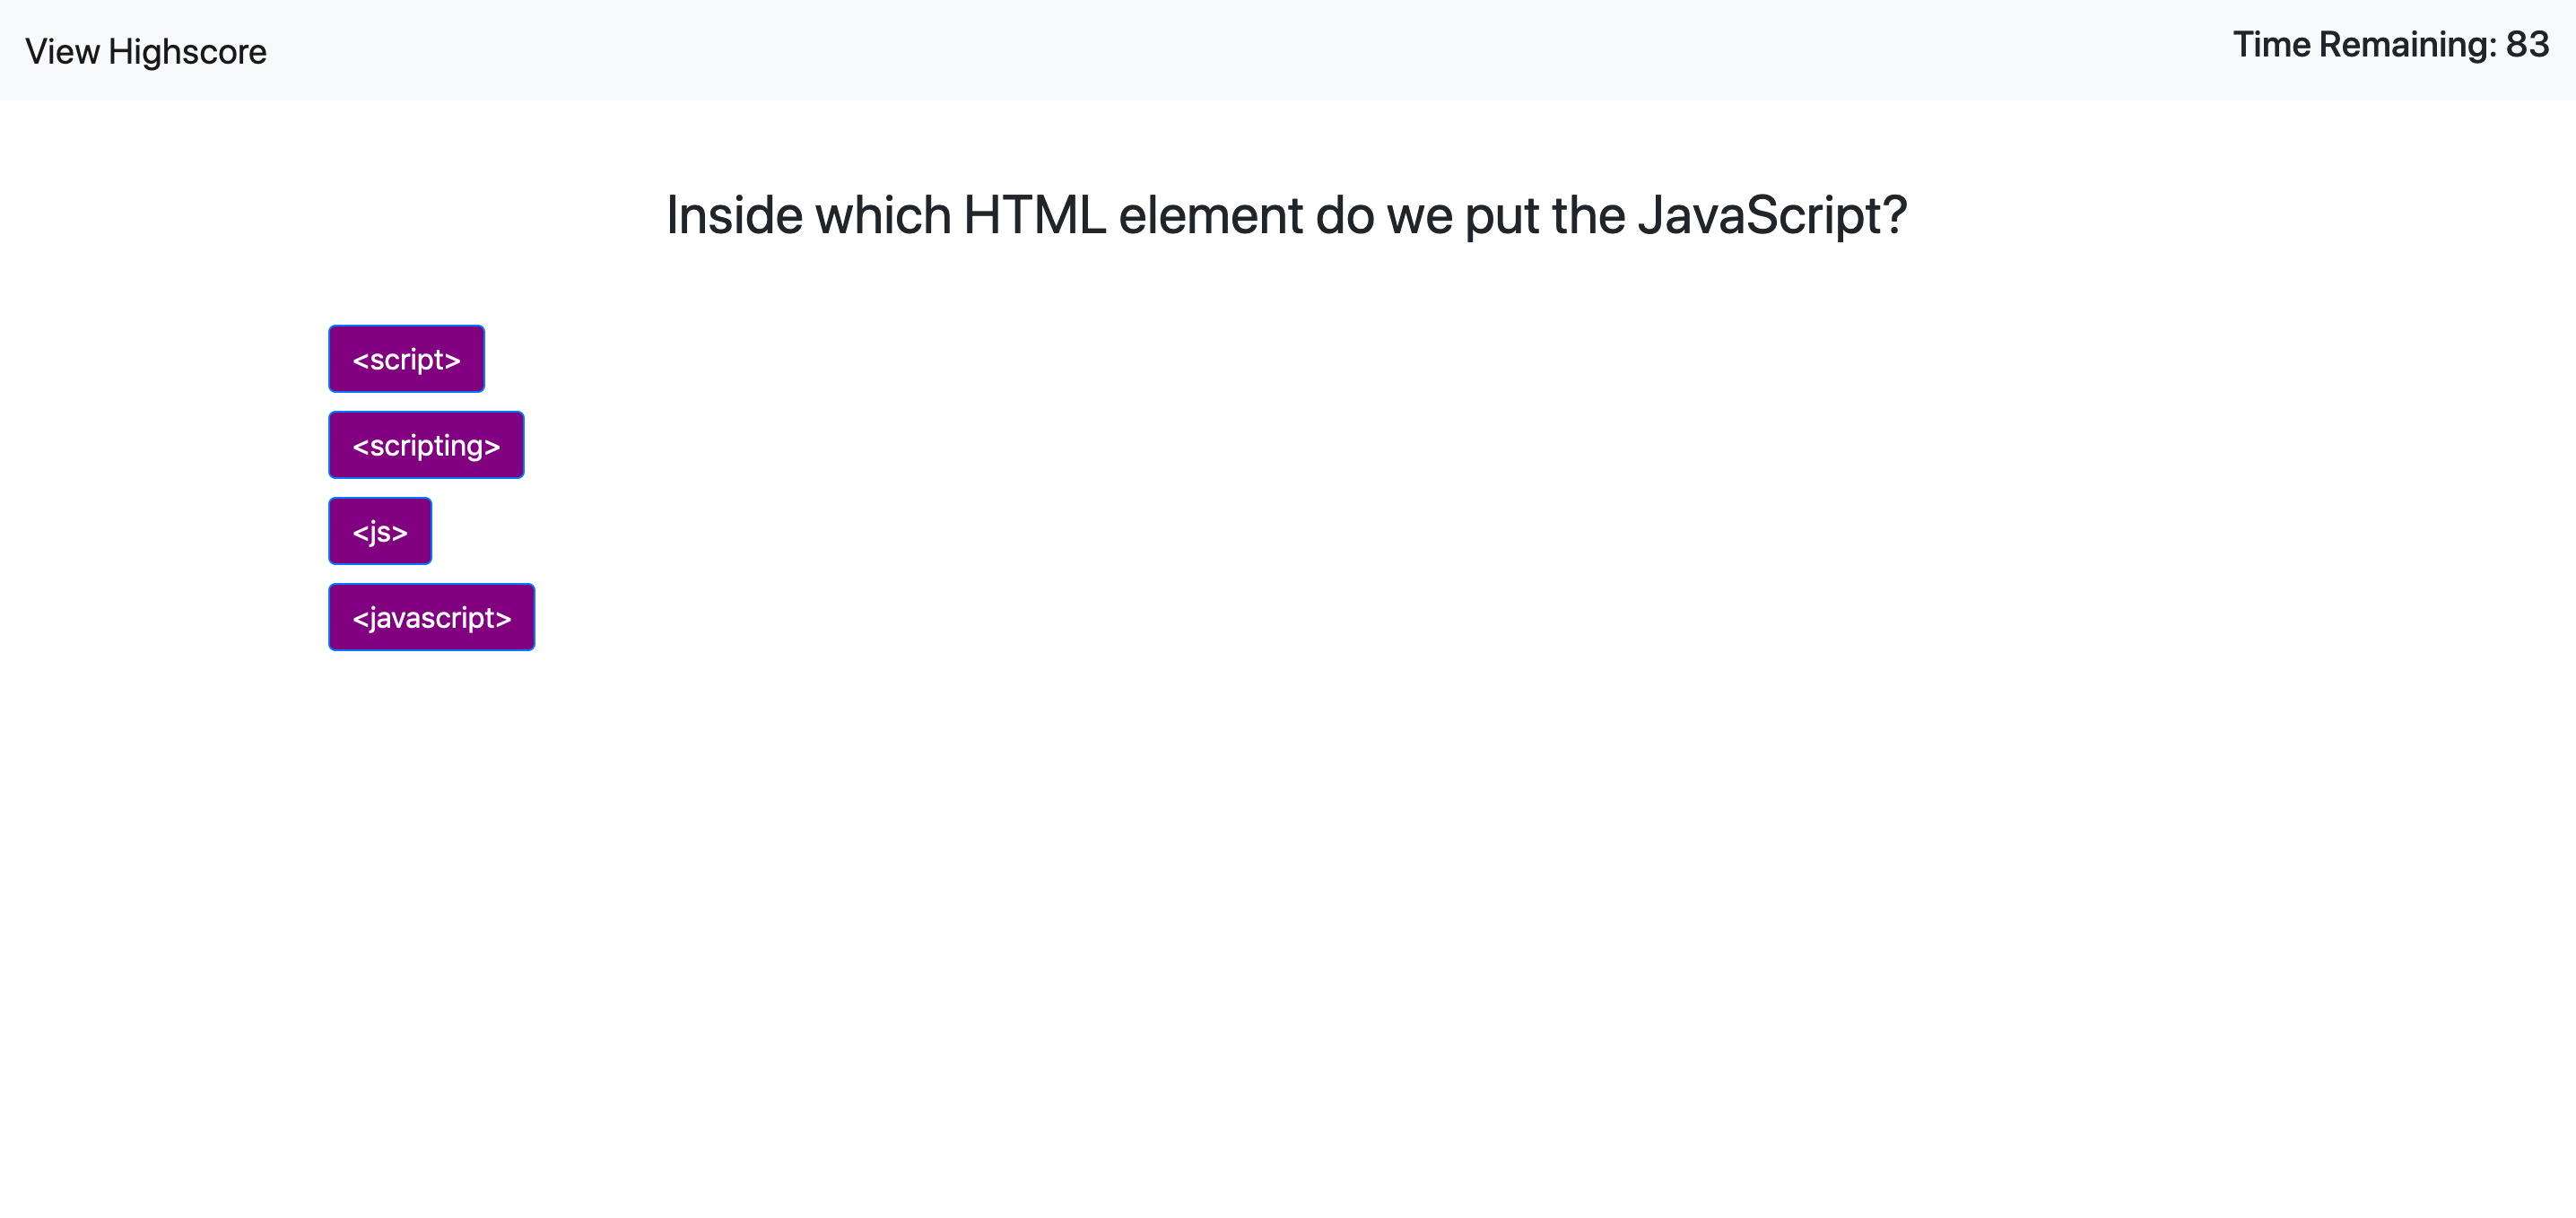 View Highscore
Time Remaining: 83
Inside which HTML element do we put the JavaScript?
<script>
<scripting>
<js>
<javascript>